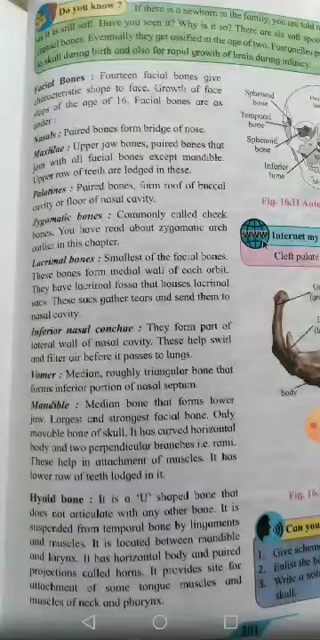 Do you know ?
If there is a newborn in the family, you are told
it is still soft. Have you seen it? Why is it so? There are six soft spots
cranial bones. Eventually they get ossified at the age of two. Fontanelles
to skull during birth and also for rapid growth of brain during infancy.
Facial Bones : Fourteen facial bones give
characteristic shape to face. Growth of face
stops at the age of 16. Facial bones are as
under :
Nasals : Paired bones form bridge of nose.
Maxillae : Upper jaw bones, paired bones that
join with all facial bones except mandible.
Upper row of teeth are lodged in these.
Palatines : Paired bones, form roof of buccal
cavity or floor of nasal cavity.
Zygomatic bones : Commonly called cheek
bones. You have read about zygomatic arch
earlier in this chapter.
Lacrimal bones : Smallest of the facial bones.
These bones form medial wall of each orbit.
They have lacrimal fossa that houses lacrimal
sacs. These sacs gather tears and send them to
nasal cavity.
Inferior nasal conchae : They form part of
lateral wall of nasal cavity. These help swirl
and filter air before it passes to lungs.
Vomer : Median, roughly triangular bone that
forms inferior portion of nasal septum.
Mandible : Median bone that forms lower
jaw. Largest and strongest facial bone. Only
movable bone of skull. It has curved horizontal
body and two perpendicular branches i.e. rami.
These help in attachment of muscles. It has
lower row of teeth lodged in it.
Hyoid bone : It is a 'U' shaped bone that
does not articulate with any other bone. It is
suspended from temporal bone by ligaments
and muscles. It is located between mandible
and larynx. It has horizontal body and paired
projections called horns. It provides site for
attachment of some tongue muscles and
muscles of neck and pharynx.
Sphenoid
bone
Temporal
bone
Sphenoid
bone
Inferior
bone
Fig. 16.11
WWW Internet my
Cleft palate
body
Fig. 16.
Can you
1. Give
2. Enlist the
3. Write a
skull.
201